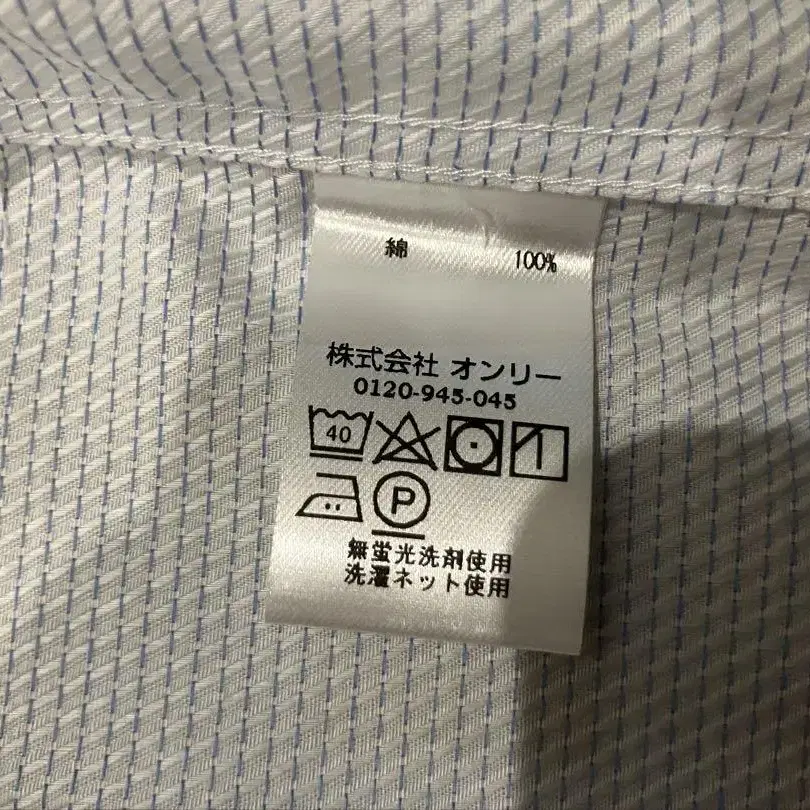 綿 100%
株式会社 オンリー
0120-945-045
40
P
無蛍光洗剤使用
洗濯ネット使用